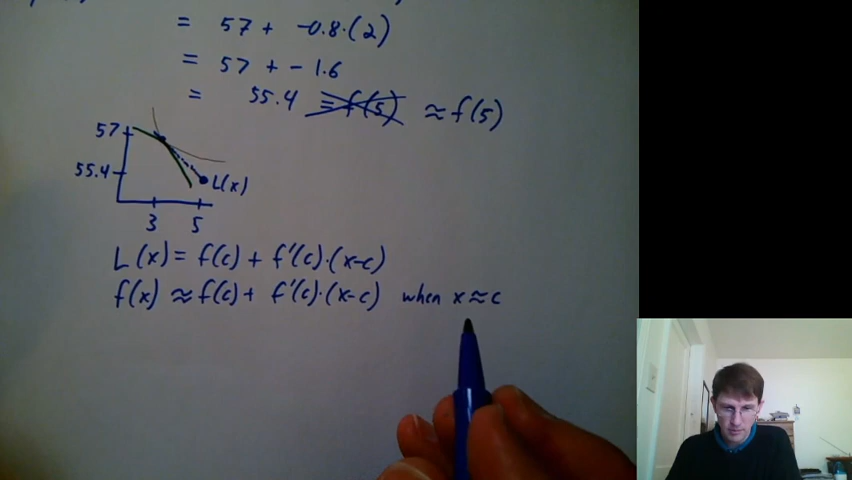 = 57 + -0.8·(2)
= 57 + - 1.6
= 55.4 = f(5) ≈ f(5)
57
55.4
L(x)
3 5
L(x) = f(c) + f'(c)·(x-c)
f(x) ≈ f(c) + f'(c)·(x-c) when x ≈ c